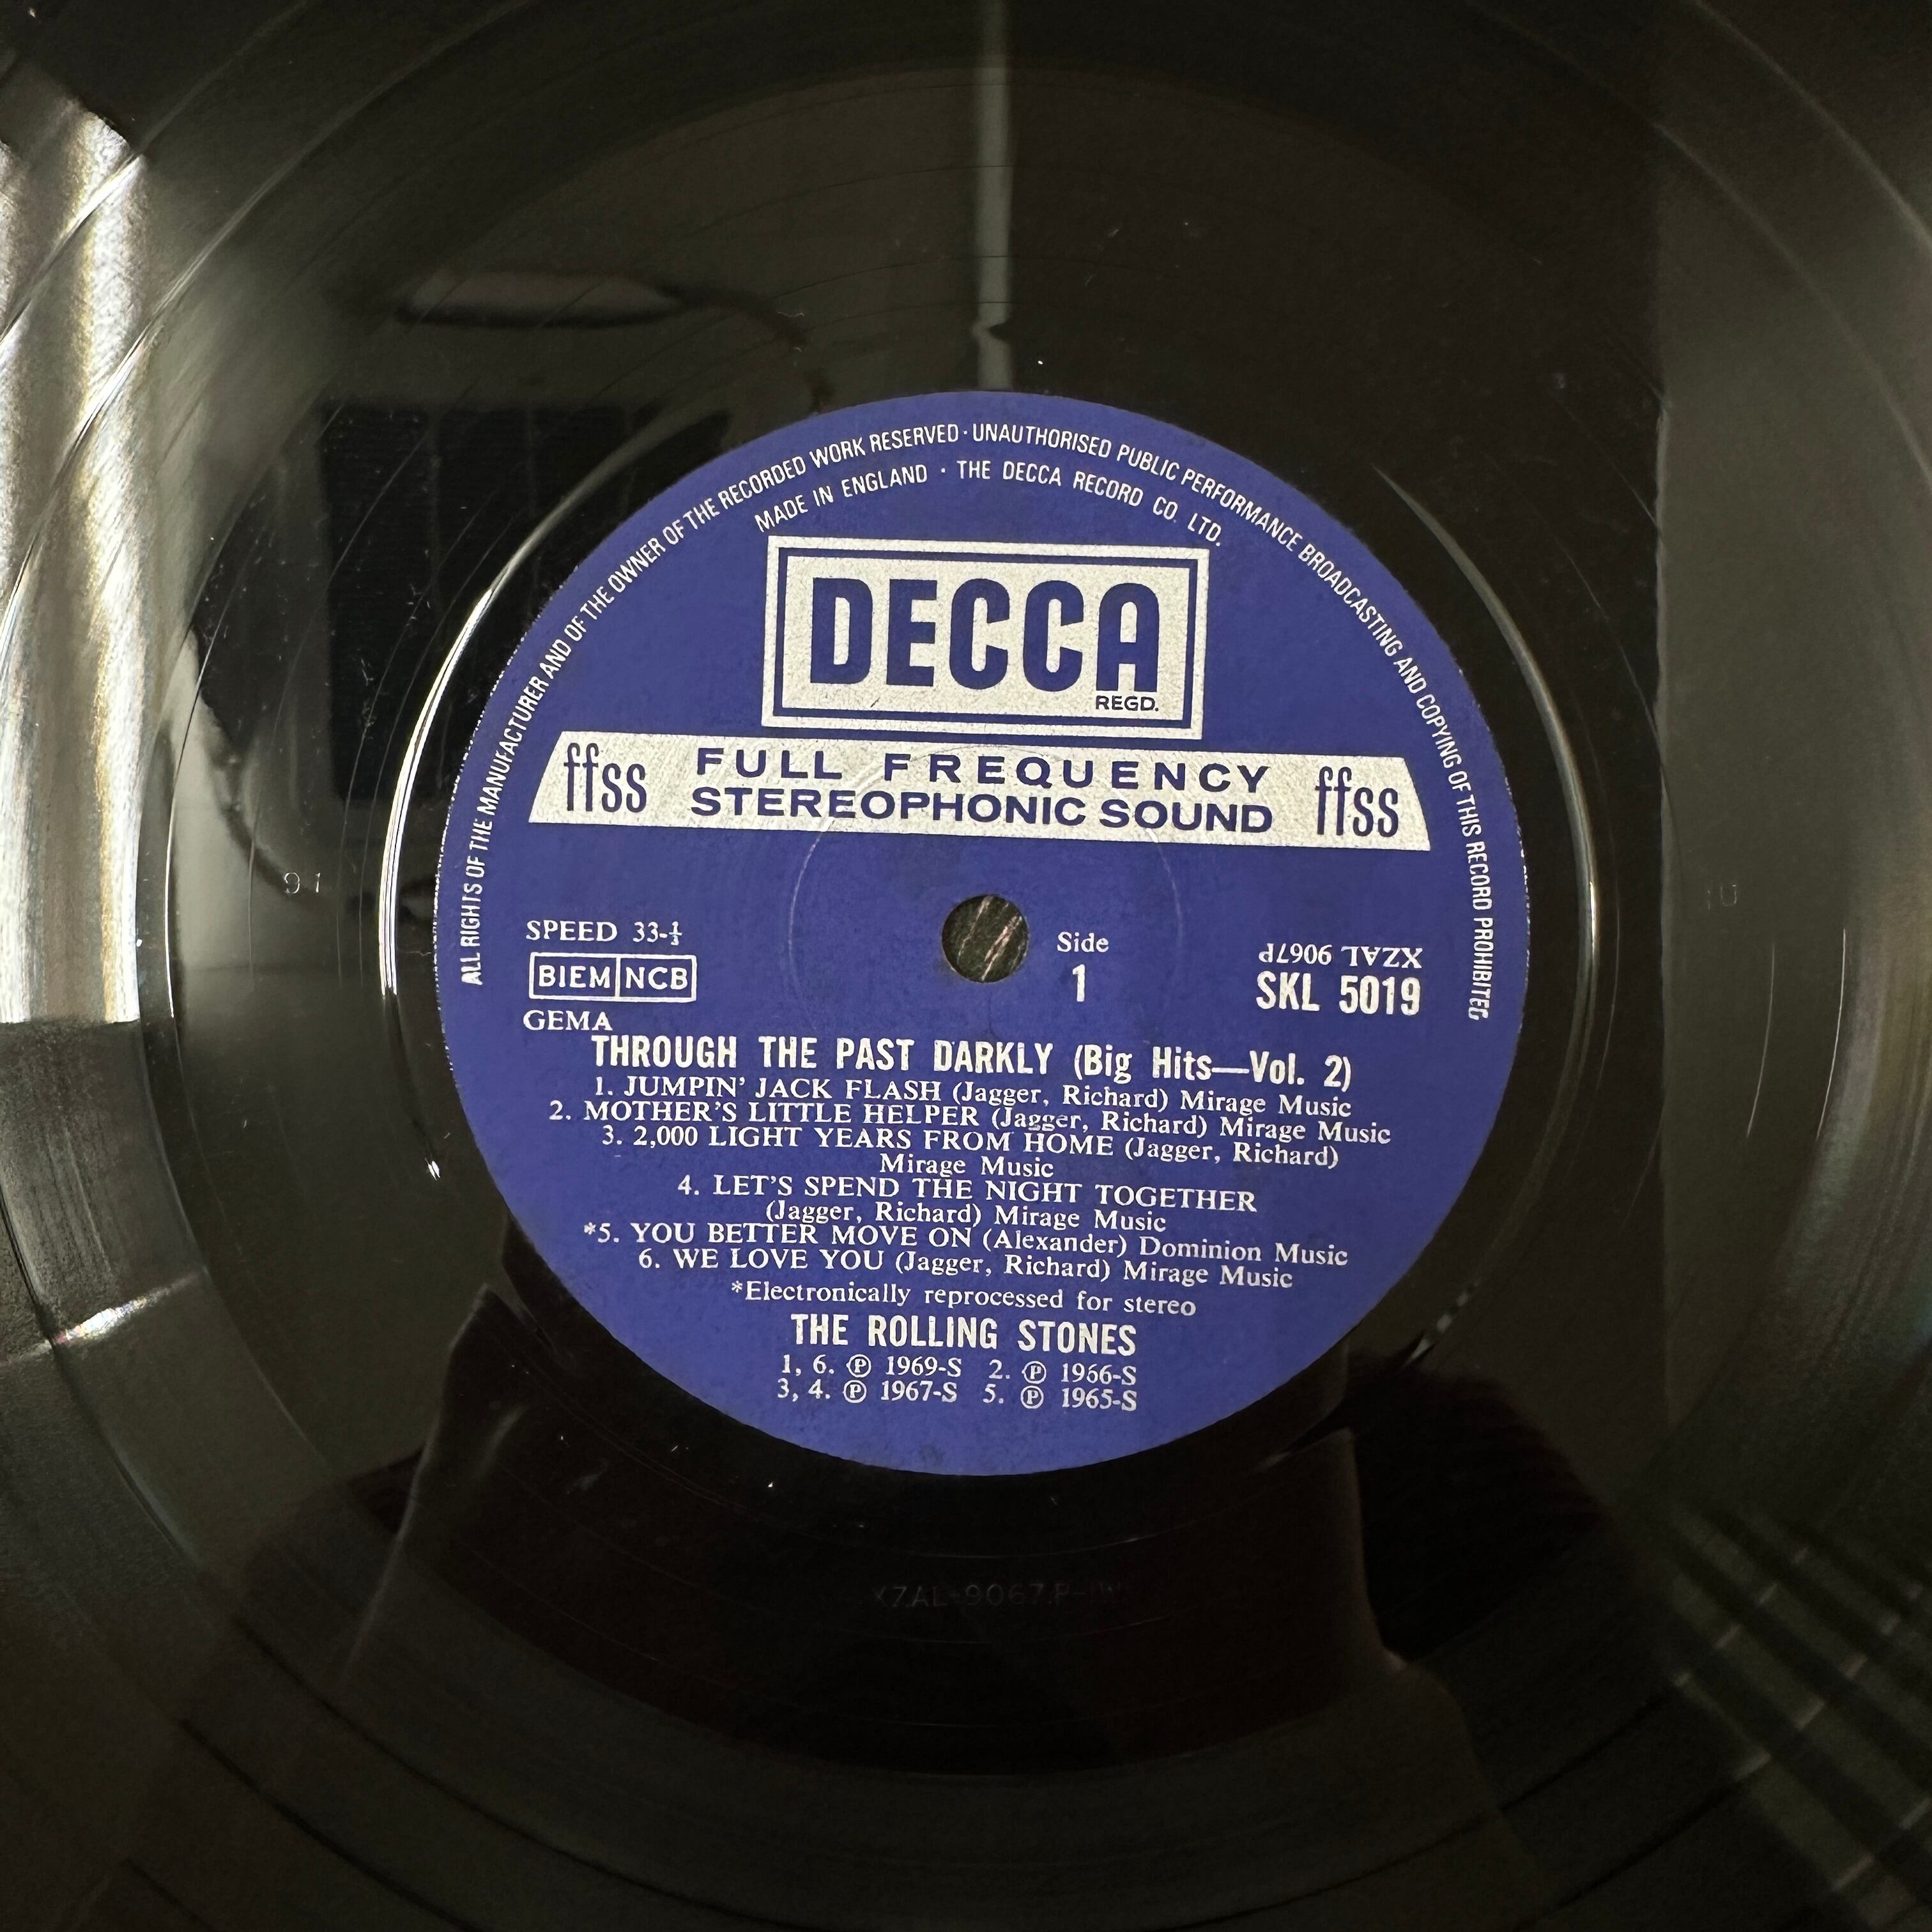 ALL RIGHTS OF THE MANUFACTURER AND OF THE OWNER OF THE RECORDED WORK RESERVED · UNAUTHORISED PUBLIC PERFORMANCE BROADCASTING AND COPYING OF THIS RECORD PROHIBITED
MADE IN ENGLAND · THE DECCA RECORD CO. LTD.
DECCA
REGD.
ffss FULL FREQUENCY ffss
STEREOPHONIC SOUND
SPEED 33-⅓
BIEM NCB
GEMA
Side
1
XZAL 9067P
SKL 5019
THROUGH THE PAST DARKLY (Big Hits—Vol. 2)
1. JUMPIN' JACK FLASH (Jagger, Richard) Mirage Music
2. MOTHER'S LITTLE HELPER (Jagger, Richard) Mirage Music
3. 2,000 LIGHT YEARS FROM HOME (Jagger, Richard)
Mirage Music
4. LET'S SPEND THE NIGHT TOGETHER
(Jagger, Richard) Mirage Music
*5. YOU BETTER MOVE ON (Alexander) Dominion Music
6. WE LOVE YOU (Jagger, Richard) Mirage Music
*Electronically reprocessed for stereo
THE ROLLING STONES
1, 6. Ⓟ 1969-S 2. Ⓟ 1966-S
3, 4. Ⓟ 1967-S 5. Ⓟ 1965-S